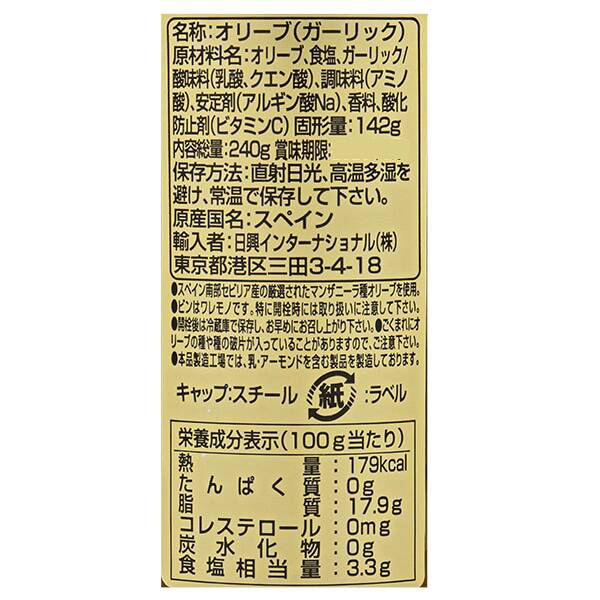 名称:オリーブ(ガーリック)
原材料名:オリーブ、食塩、ガーリック/
酸味料(乳酸、クエン酸)、調味料(アミノ
酸)、安定剤(アルギン酸Na)、香料、酸化
防止剤(ビタミンC) 固形量:142g
内容総量:240g 賞味期限:
保存方法:直射日光、高温多湿を
避け、常温で保存して下さい。
原産国名:スペイン
輸入者:日興インターナショナル(株)
東京都港区三田3-4-18
●スペイン南部セビリア産の厳選されたマンザニーラ種オリーブを使用。
●ビンはワレモノです。特に開栓時には取り扱いに注意して下さい。
●開栓後は冷蔵庫で保存し、お早めにお召し上がり下さい。●ごくまれにオ
リーブの種や種の破片が入っていることがありますので、ご注意下さい。
●本品製造工場では、乳・アーモンドを含む製品を製造しております。
キャップ:スチール 紙 :ラベル
栄養成分表示(100g当たり)
熱量:179kcal
たんぱく質:0g
脂質:17.9g
コレステロール:0mg
炭水化物:0g
食塩相当量:3.3g